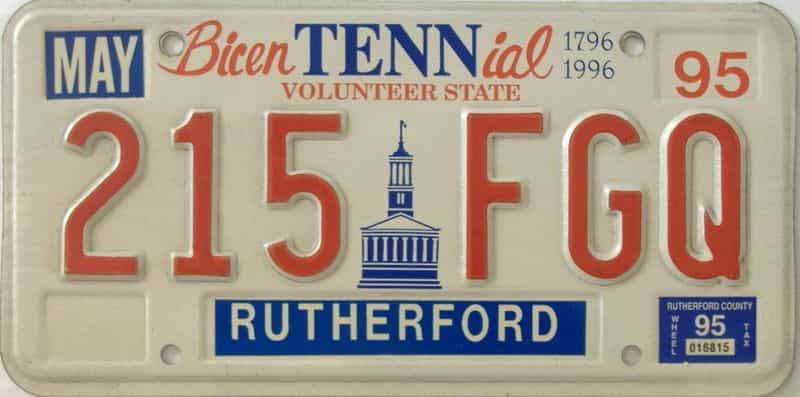 MAY
BicenTENNial 1796 1996
95
VOLUNTEER STATE
215 FGQ
RUTHERFORD
RUTHERFORD COUNTY
WHEEL 95 TAX
016815